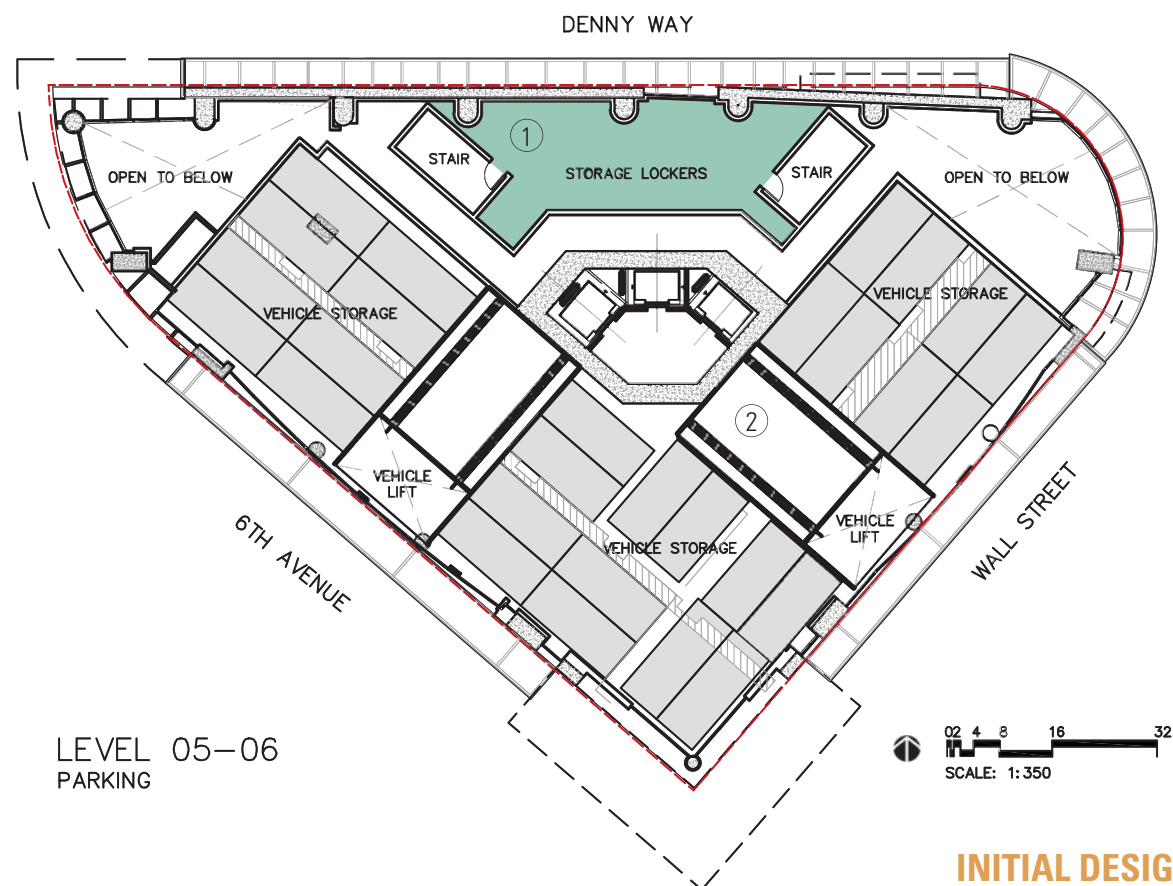 DENNY WAY
1
STAIR
STORAGE LOCKERS
STAIR
OPEN TO BELOW
OPEN TO BELOW
VEHICLE STORAGE
VEHICLE STORAGE
2
VEHICLE
LIFT
VEHICLE
LIFT
VEHICLE STORAGE
6TH AVENUE
WALL STREET
LEVEL 05-06
PARKING
02 4 8 16 32
SCALE: 1:350
INITIAL DESIG